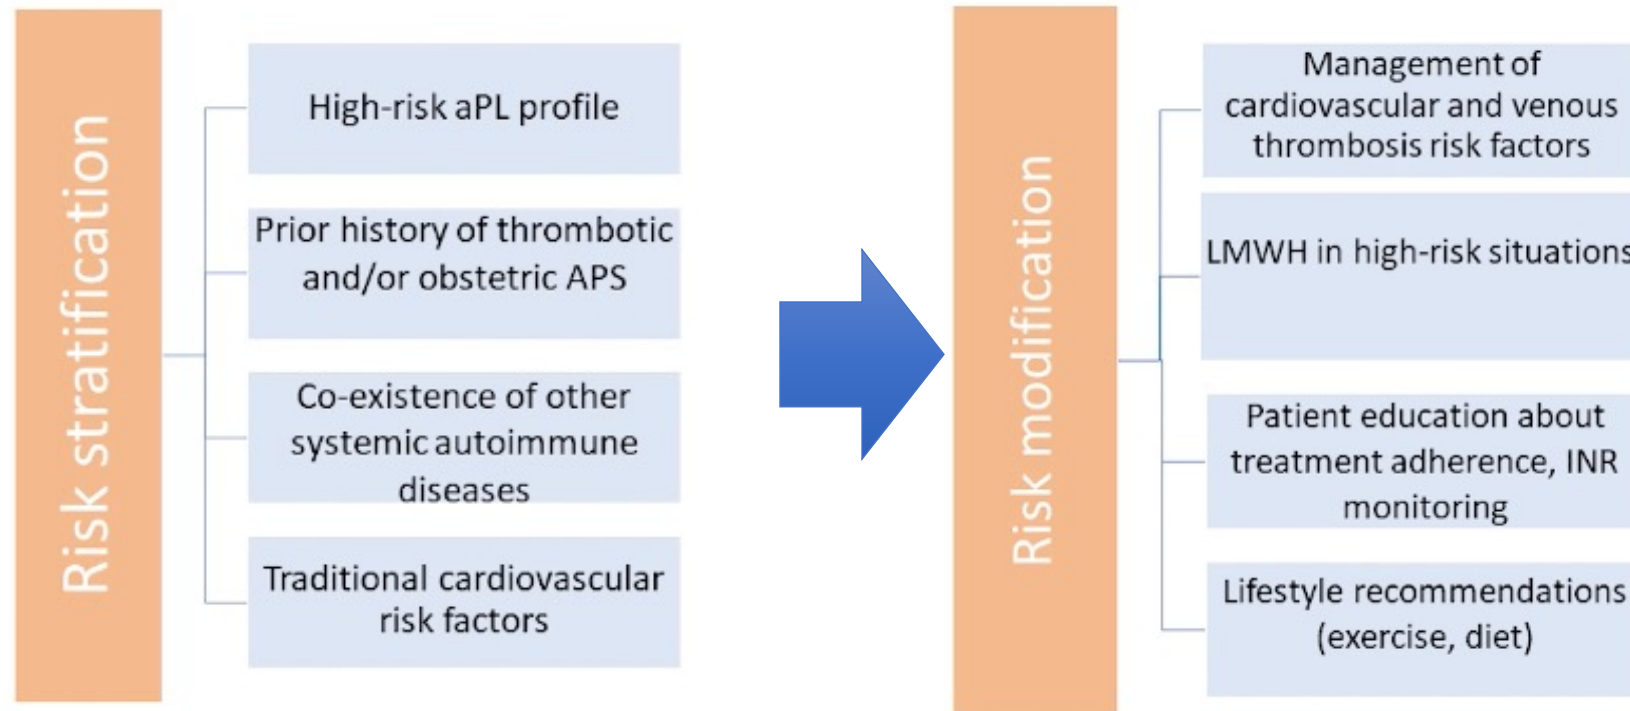 Risk stratification
High-risk aPL profile
Prior history of thrombotic
and/or obstetric APS
Co-existence of other
systemic autoimmune
diseases
Traditional cardiovascular
risk factors
Risk modification
Management of
cardiovascular and venous
thrombosis risk factors
LMWH in high-risk situations
Patient education about
treatment adherence, INR
monitoring
Lifestyle recommendations
(exercise, diet)